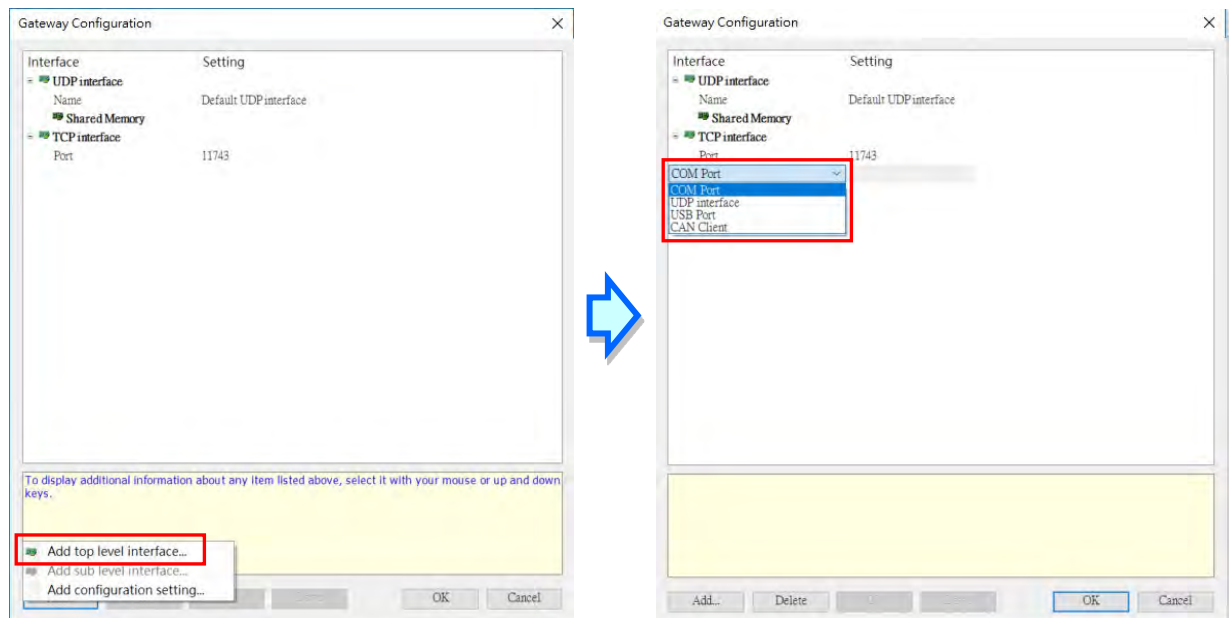 Gateway Configuration
Interface Setting
UDP interface
Name Default UDP interface
Shared Memory
TCP interface
Port 11743
To display additional information about any item listed above, select it with your mouse or up and down
keys.
Add top level interface...
Add sub level interface...
Add configuration setting...
OK Cancel
Gateway Configuration
Interface Setting
UDP interface
Name Default UDP interface
Shared Memory
TCP interface
Port 11743
COM Port
COM Port
UDP interface
USB Port
CAN Client
Add... Delete OK Cancel